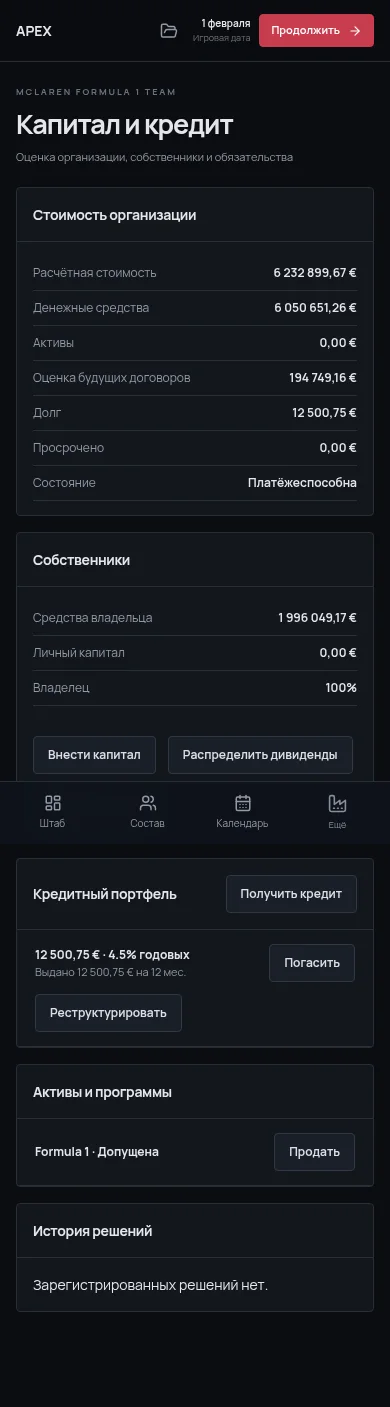 APEX
1 февраля
Игровая дата
Продолжить
MCLAREN FORMULA 1 TEAM
Капитал и кредит
Оценка организации, собственники и обязательства
Стоимость организации
Расчётная стоимость 6 232 899,67 €
Денежные средства 6 050 651,26 €
Активы 0,00 €
Оценка будущих договоров 194 749,16 €
Долг 12 500,75 €
Просрочено 0,00 €
Состояние Платёжеспособна
Собственники
Средства владельца 1 996 049,17 €
Личный капитал 0,00 €
Владелец 100%
Внести капитал Распределить дивиденды
Штаб Состав Календарь Ещё
Кредитный портфель Получить кредит
12 500,75 € · 4.5% годовых
Выдано 12 500,75 € на 12 мес.
Погасить
Реструктурировать
Активы и программы
Formula 1 · Допущена Продать
История решений
Зарегистрированных решений нет.